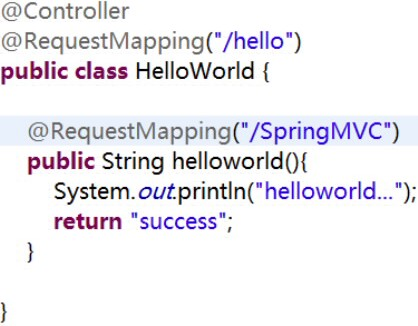 @Controller
@RequestMapping("/hello")
public class HelloWorld {
@RequestMapping("/SpringMVC")
public String helloworld(){
System.out.println("helloworld...");
return "success";
}
}